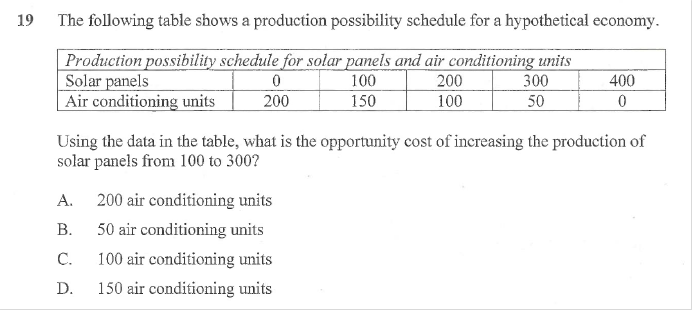 19 The following table shows a production possibility schedule for a hypothetical economy.
Production possibility schedule for solar panels and air conditioning units
Solar panels 0 100 200 300 400
Air conditioning units 200 150 100 50 0
Using the data in the table, what is the opportunity cost of increasing the production of
solar panels from 100 to 300?
A. 200 air conditioning units
B. 50 air conditioning units
C. 100 air conditioning units
D. 150 air conditioning units